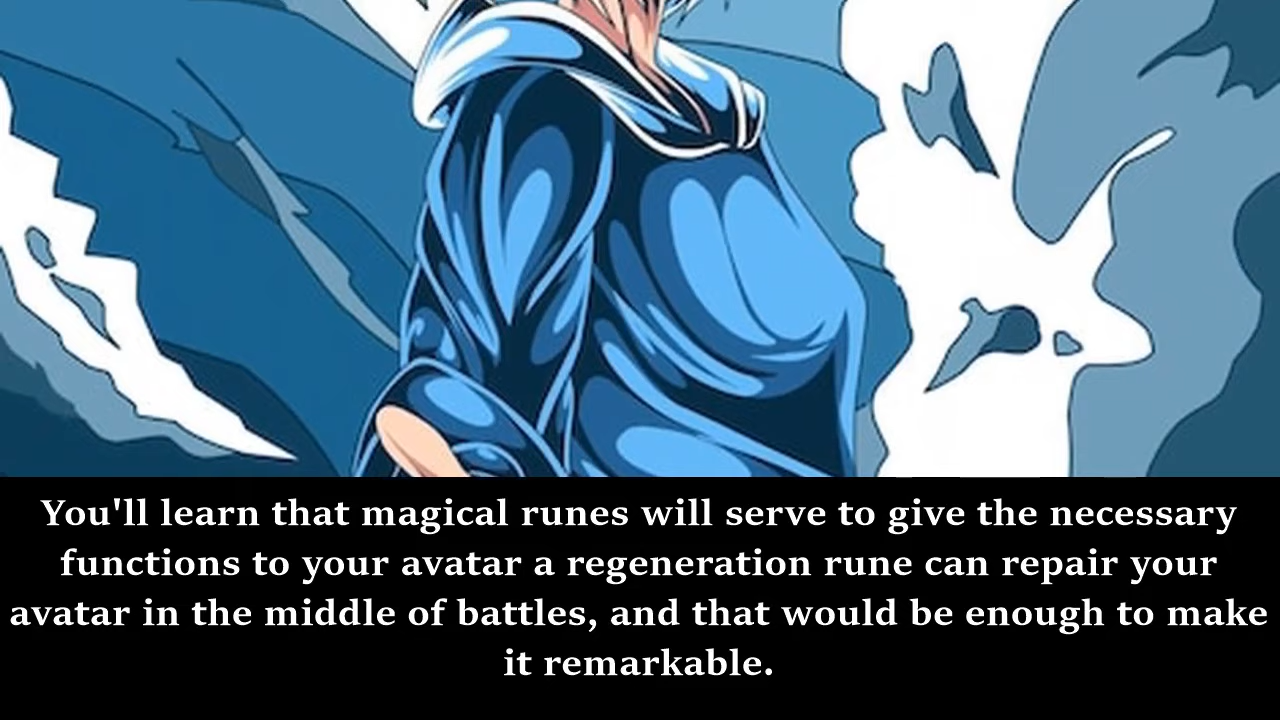 You'll learn that magical runes will serve to give the necessary
functions to your avatar a regeneration rune can repair your
avatar in the middle of battles, and that would be enough to make
it remarkable.